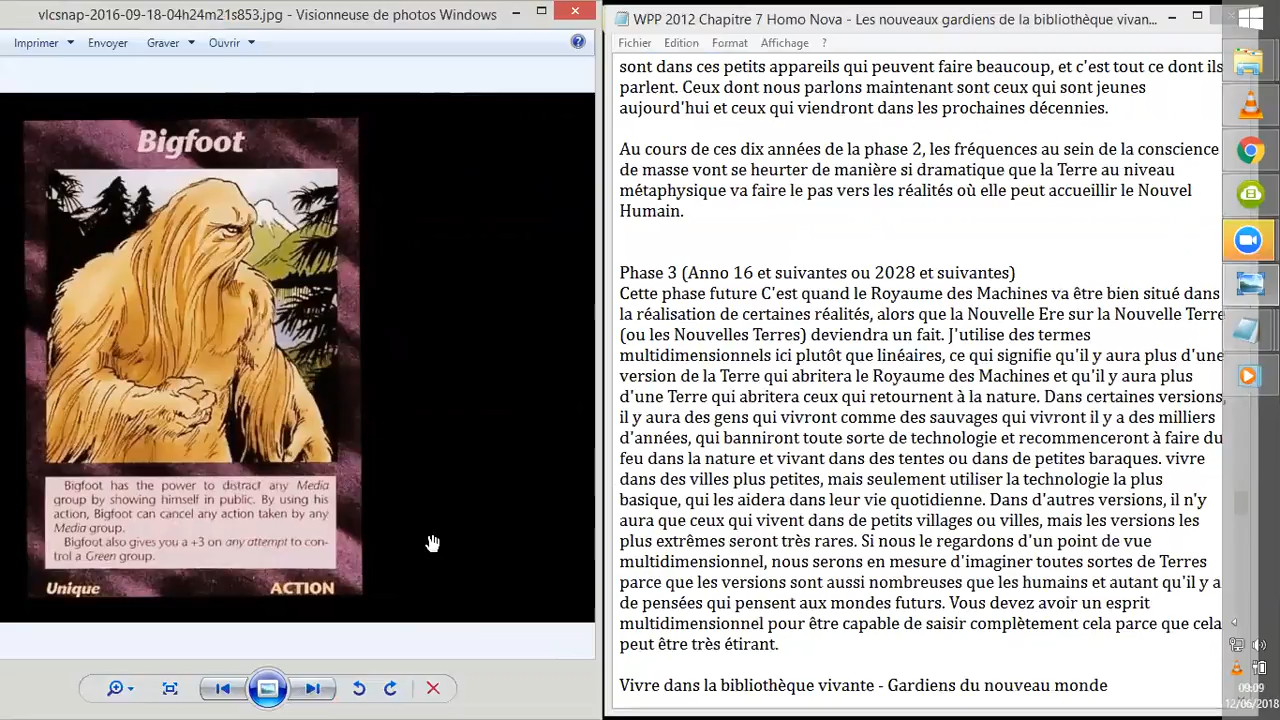 vlcsnap-2016-09-18-04h24m21s853.jpg - Visionneuse de photos Windows
Imprimer
Envoyer
Graver
Ouvrir
Bigfoot
Bigfoot has the power to distract any Media
group by showing himself in public. By using his
action, Bigfoot can cancel any action taken by any
Media group.
Bigfoot also gives you a +3 on any attempt to con-
trol a Green group.
Unique
ACTION
WPP 2012 Chapitre 7 Homo Nova - Les nouveaux gardiens de la bibliothèque vivan...
Fichier
Edition
Format
Affichage
?
sont dans ces petits appareils qui peuvent faire beaucoup, et c'est tout ce dont ils
parlent. Ceux dont nous parlons maintenant sont ceux qui sont jeunes
aujourd'hui et ceux qui viendront dans les prochaines décennies.
Au cours de ces dix années de la phase 2, les fréquences au sein de la conscience
de masse vont se heurter de manière si dramatique que la Terre au niveau
métaphysique va faire le pas vers les réalités où elle peut accueillir le Nouvel
Humain.
Phase 3 (Anno 16 et suivantes ou 2028 et suivantes)
Cette phase future C'est quand le Royaume des Machines va être bien situé dans
la réalisation de certaines réalités, alors que la Nouvelle Ere sur la Nouvelle Terre
(ou les Nouvelles Terres) deviendra un fait. J'utilise des termes
multidimensionnels ici plutôt que linéaires, ce qui signifie qu'il y aura plus d'une
version de la Terre qui abritera le Royaume des Machines et qu'il y aura plus
d'une Terre qui abritera ceux qui retournent à la nature. Dans certaines versions,
il y aura des gens qui vivront comme des sauvages qui vivront il y a des milliers
d'années, qui banniront toute sorte de technologie et recommenceront à faire du
feu dans la nature et vivant dans des tentes ou dans de petites baraques. vivre
dans des villes plus petites, mais seulement utiliser la technologie la plus
basique, qui les aidera dans leur vie quotidienne. Dans d'autres versions, il n'y
aura que ceux qui vivent dans de petits villages ou villes, mais les versions les
plus extrêmes seront très rares. Si nous le regardons d'un point de vue
multidimensionnel, nous serons en mesure d'imaginer toutes sortes de Terres
parce que les versions sont aussi nombreuses que les humains et autant qu'il y a
de pensées qui pensent aux mondes futurs. Vous devez avoir un esprit
multidimensionnel pour être capable de saisir complètement cela parce que cela
peut être très étirant.
Vivre dans la bibliothèque vivante - Gardiens du nouveau monde
09:09
12/06/2018